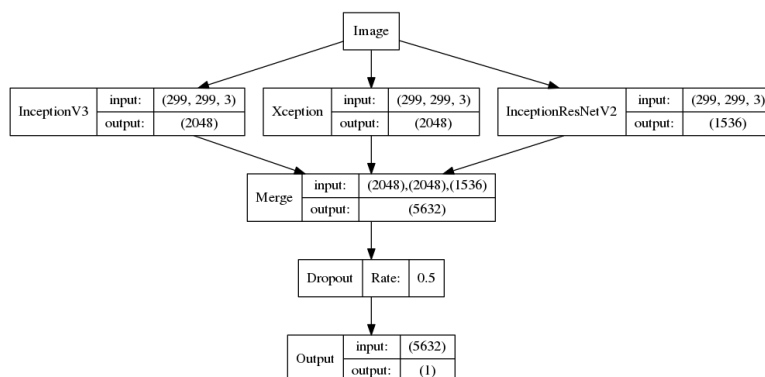 Image
InceptionV3
input: (299, 299, 3)
output: (2048)
Xception
input: (299, 299, 3)
output: (2048)
InceptionResNetV2
input: (299, 299, 3)
output: (1536)
Merge
input: (2048),(2048),(1536)
output: (5632)
Dropout Rate: 0.5
Output
input: (5632)
output: (1)